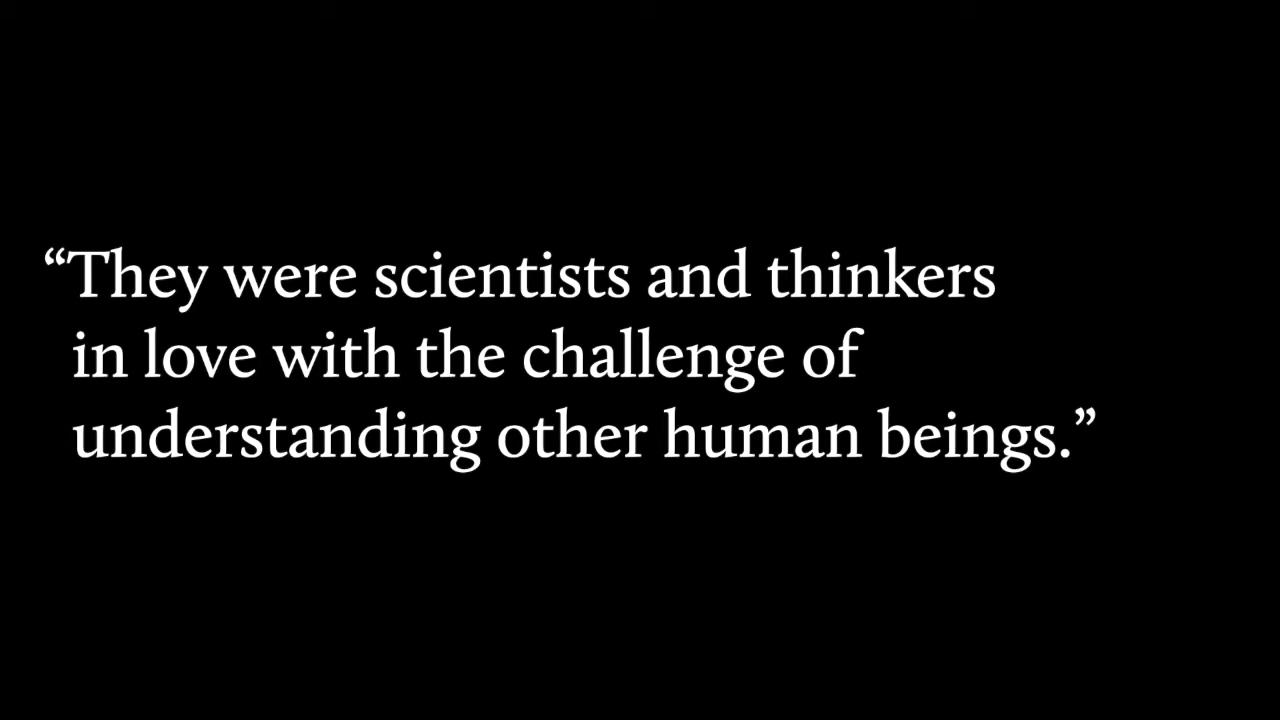 “They were scientists and thinkers
in love with the challenge of
understanding other human beings.”